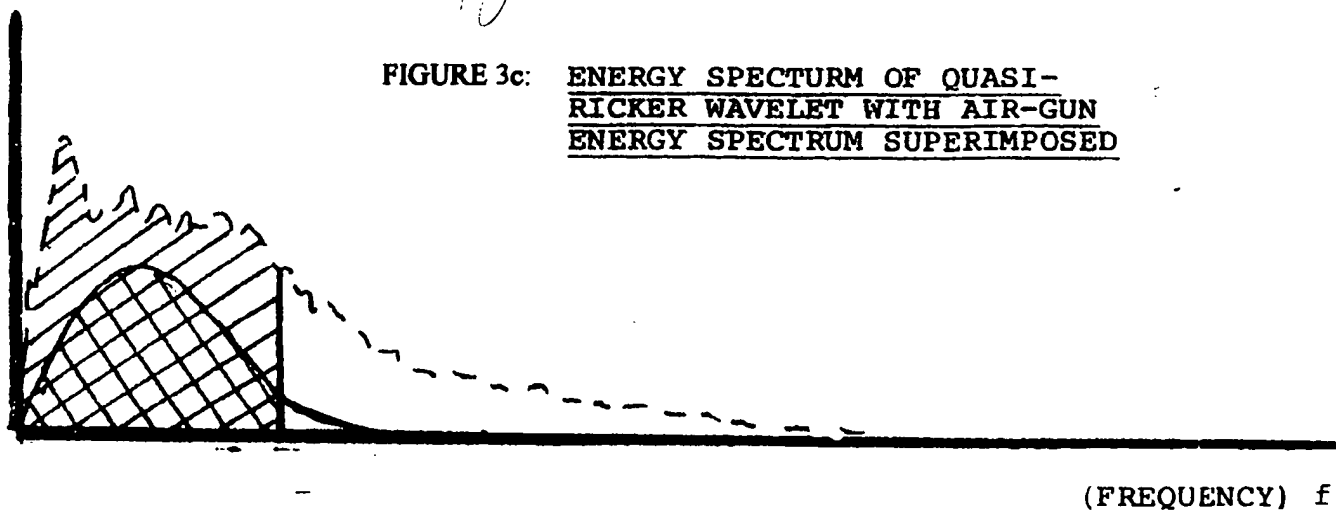 FIGURE 3c: ENERGY SPECTURM OF QUASI-
RICKER WAVELET WITH AIR-GUN
ENERGY SPECTRUM SUPERIMPOSED
(FREQUENCY) f